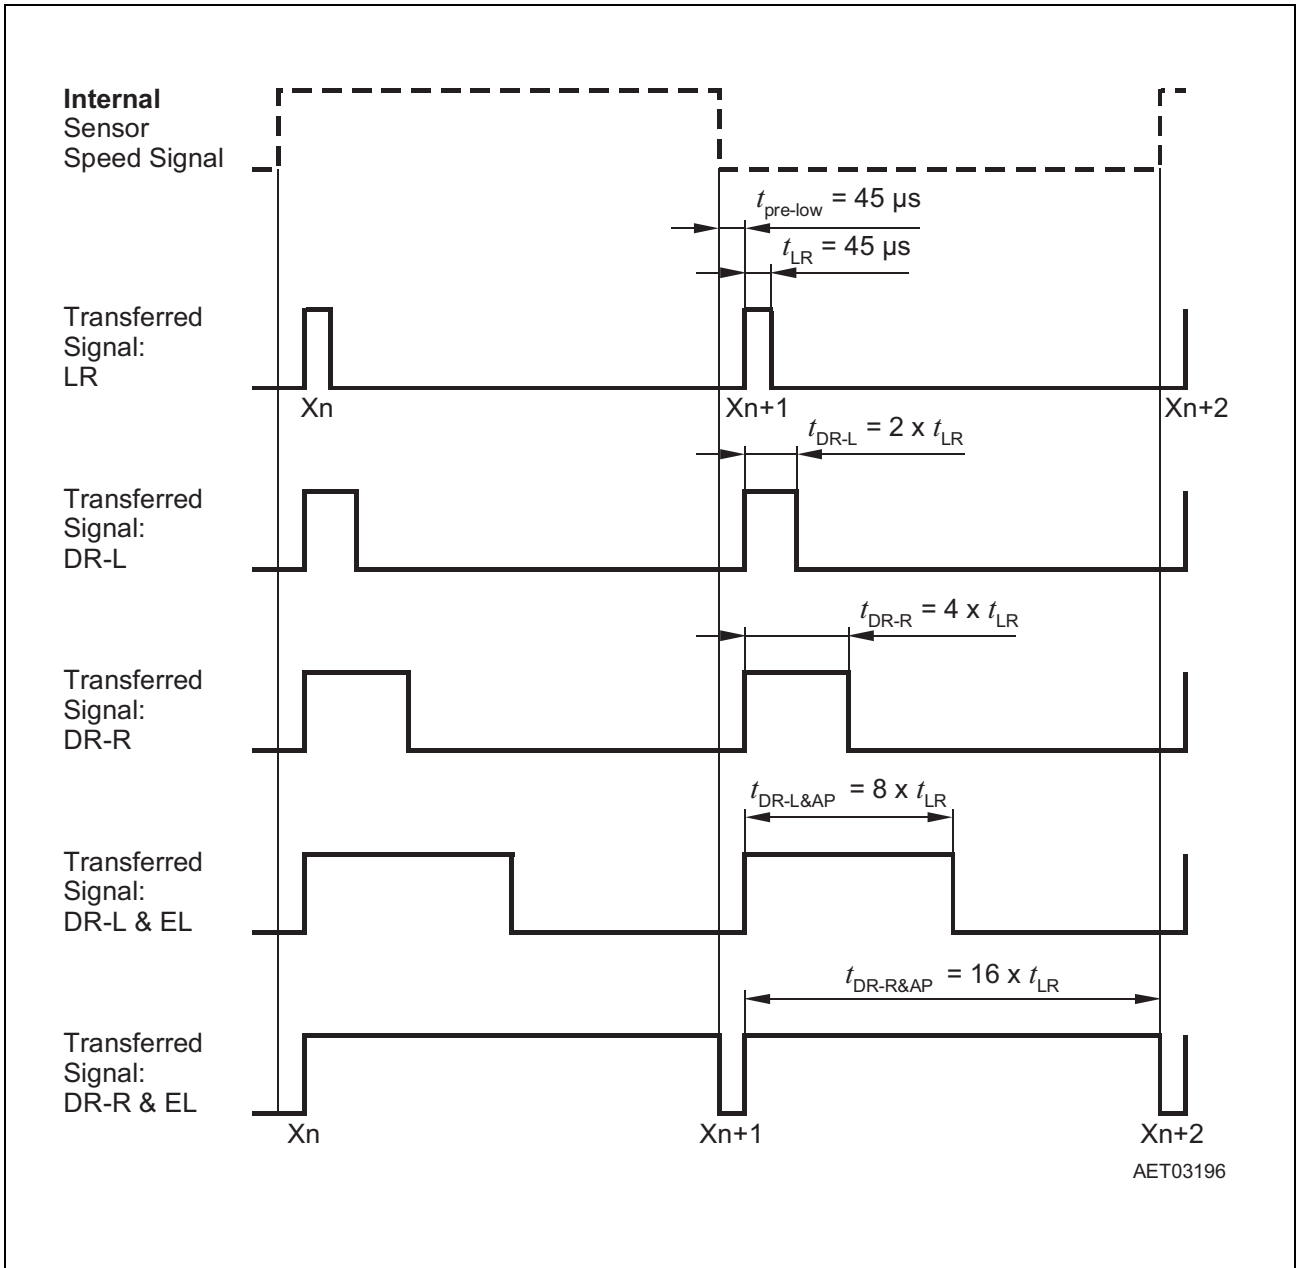 Internal
Sensor
Speed Signal
tpre-low = 45 µs
tLR = 45 µs
Transferred
Signal:
LR
Xn
Xn+1
Xn+2
tDR-L = 2 x tLR
Transferred
Signal:
DR-L
tDR-R = 4 x tLR
Transferred
Signal:
DR-R
tDR-L&AP = 8 x tLR
Transferred
Signal:
DR-L & EL
tDR-R&AP = 16 x tLR
Transferred
Signal:
DR-R & EL
Xn
Xn+1
Xn+2
AET03196